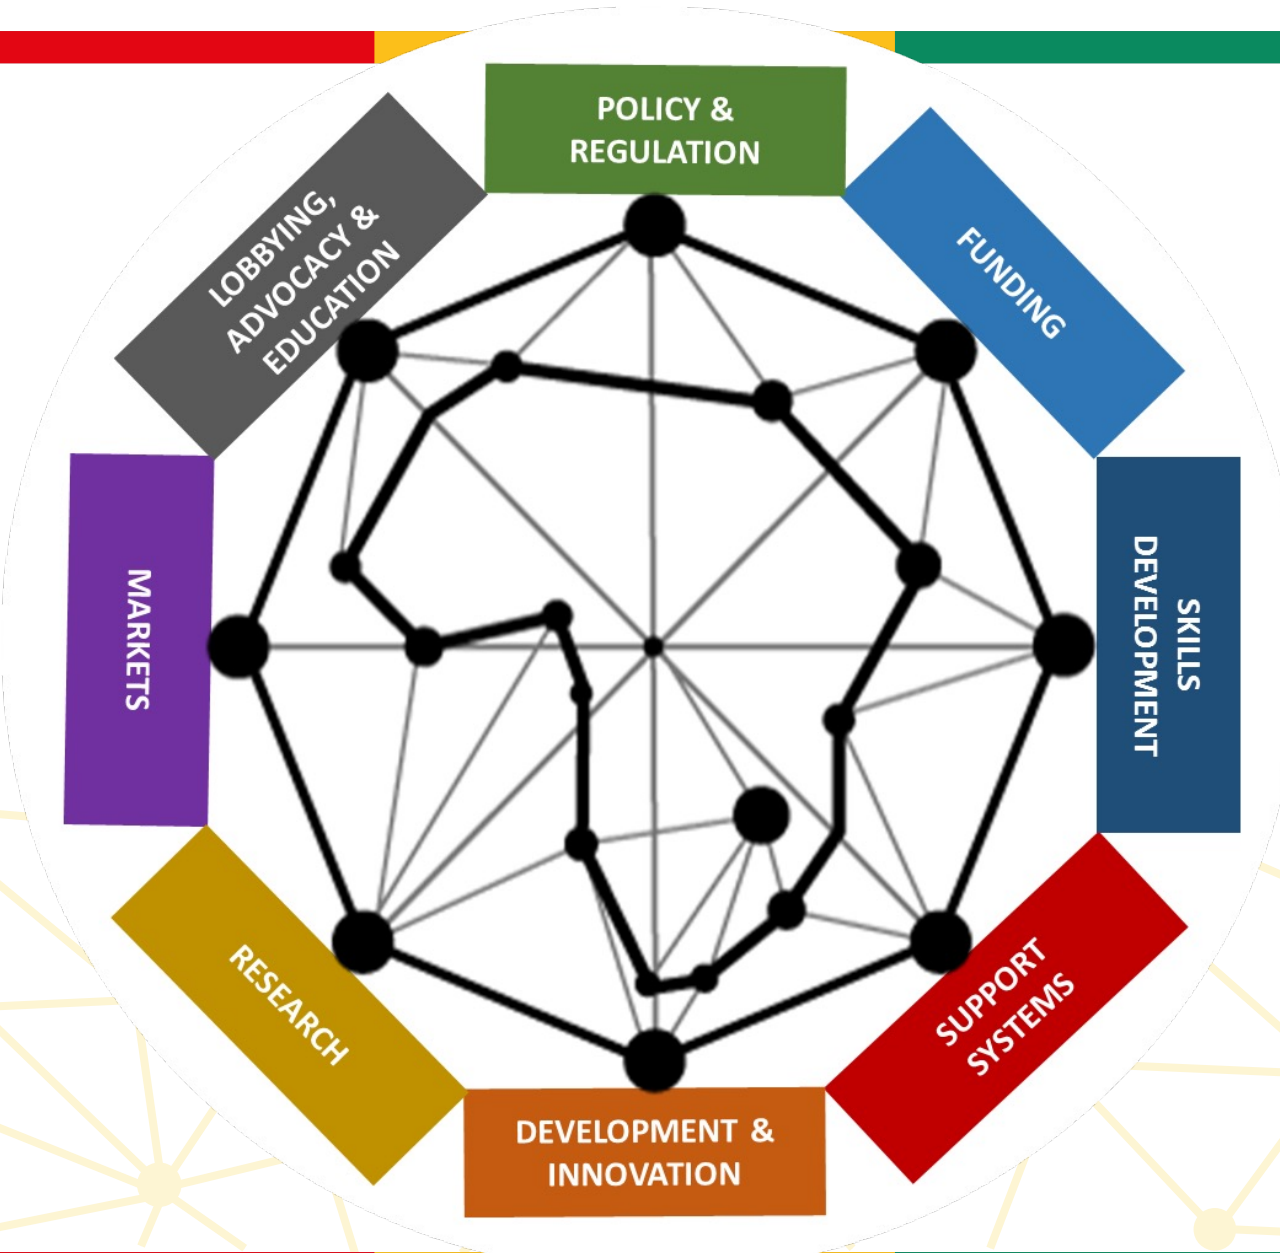 POLICY &
REGULATION
FUNDING
SKILLS
DEVELOPMENT
SUPPORT
SYSTEMS
DEVELOPMENT &
INNOVATION
RESEARCH
MARKETS
LOBBYING,
ADVOCACY &
EDUCATION